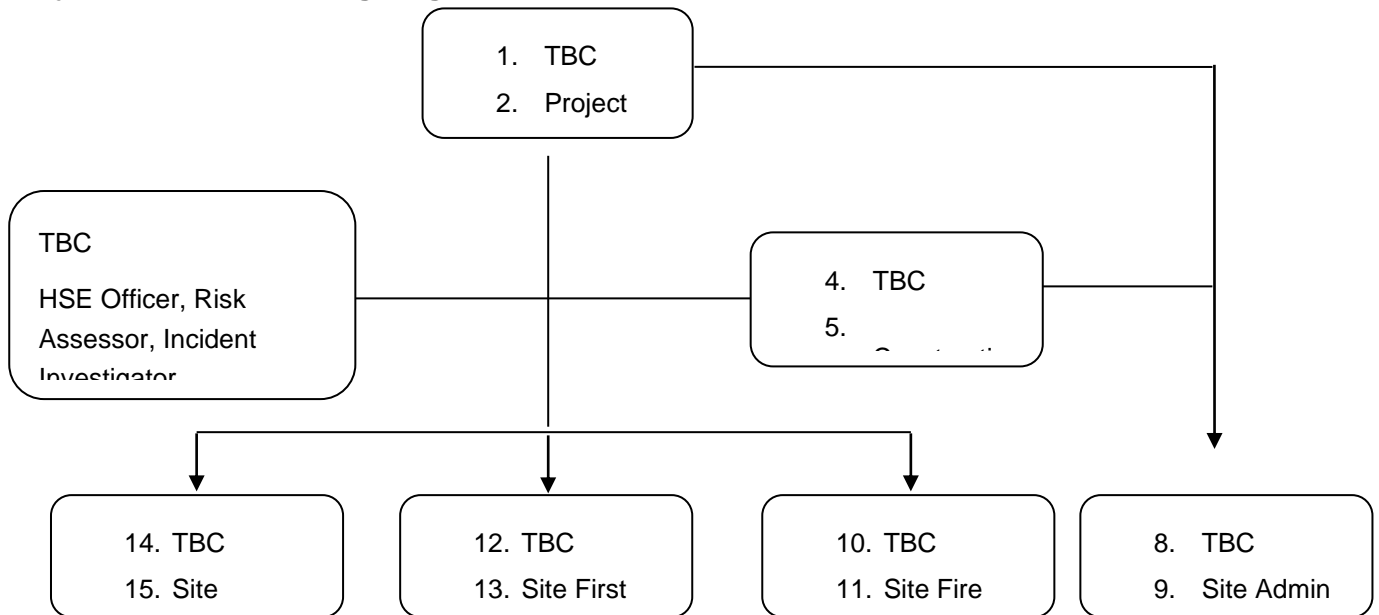 1. TBC
2. Project
TBC
HSE Officer, Risk
Assessor, Incident
Investigator
4. TBC
5.
14. TBC
15. Site
12. TBC
13. Site First
10. TBC
11. Site Fire
8. TBC
9. Site Admin